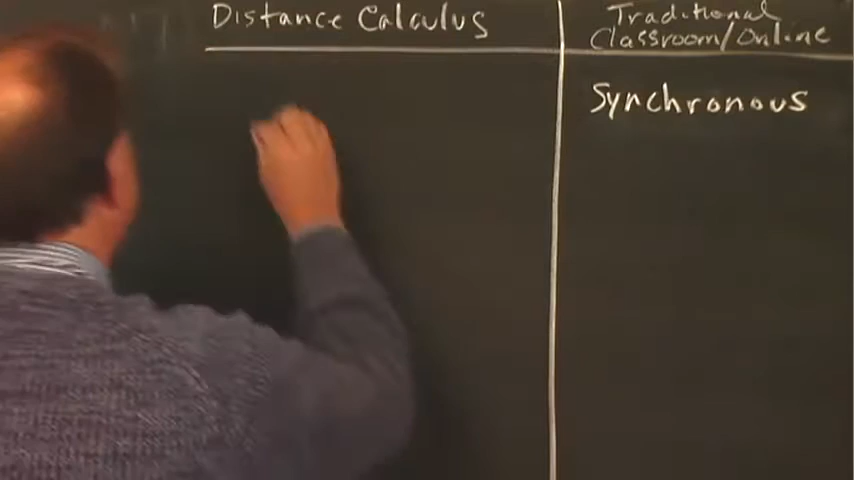 Distance Calculus
Traditional
Classroom/Online
Synchronous